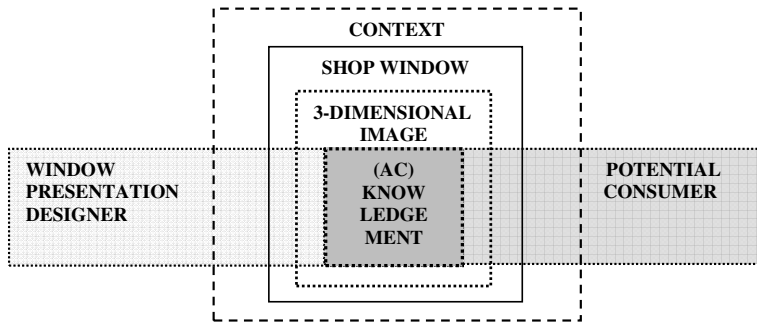 CONTEXT
SHOP WINDOW
3-DIMENSIONAL
IMAGE
WINDOW
PRESENTATION
DESIGNER
(AC)
KNOW
LEDGE
MENT
POTENTIAL
CONSUMER